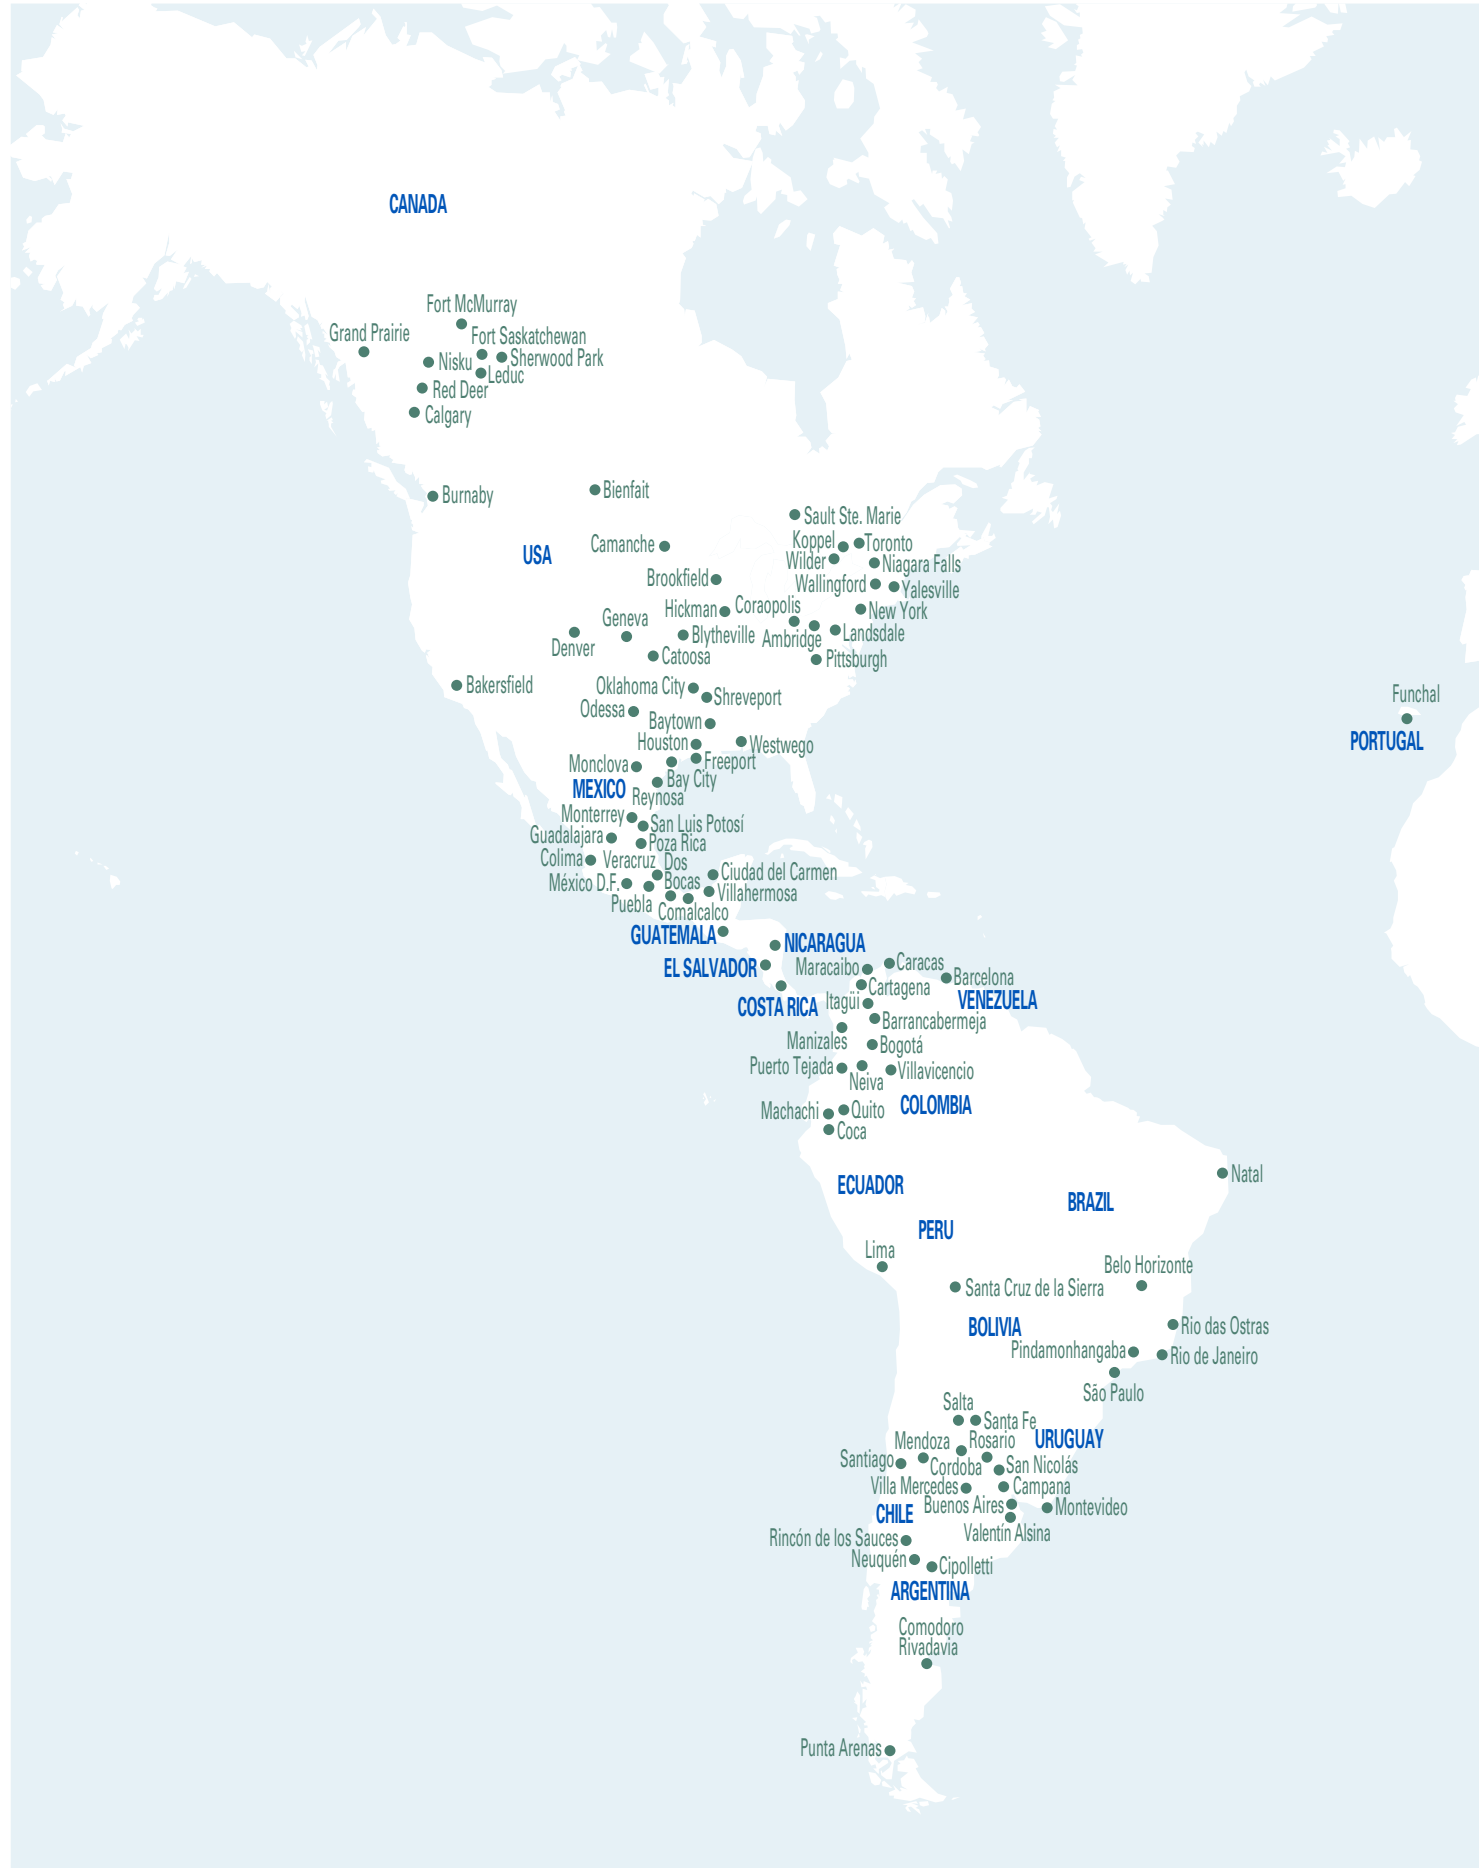 CANADA
Fort McMurray
Grand Prairie
Fort Saskatchewan
Nisku
Sherwood Park
Leduc
Red Deer
Calgary
Burnaby
Bienfait
Sault Ste. Marie
Camanche
Koppel
Toronto
USA
Wilder
Niagara Falls
Brookfield
Wallingford
Yalesville
Hickman
Coraopolis
New York
Geneva
Denver
Blytheville
Ambridge
Landsdale
Catoosa
Pittsburgh
Bakersfield
Oklahoma City
Shreveport
Funchal
Odessa
Baytown
Houston
Westwego
PORTUGAL
Monclova
Freeport
Bay City
MEXICO
Reynosa
Monterrey
San Luis Potosí
Guadalajara
Poza Rica
Colima
Veracruz
Dos
Bocas
Ciudad del Carmen
México D.F.
Villahermosa
Puebla
Comalcalco
GUATEMALA
NICARAGUA
EL SALVADOR
Maracaibo
Caracas
Barcelona
Cartagena
COSTA RICA
Itagüi
VENEZUELA
Barrancabermeja
Manizales
Bogotá
Puerto Tejada
Neiva
Villavicencio
COLOMBIA
Machachi
Quito
Coca
Natal
ECUADOR
BRAZIL
PERU
Lima
Belo Horizonte
Santa Cruz de la Sierra
BOLIVIA
Rio das Ostras
Pindamonhangaba
Rio de Janeiro
São Paulo
Salta
Santa Fe
Mendoza
Rosario
URUGUAY
Santiago
Cordoba
San Nicolás
Villa Mercedes
Campana
Buenos Aires
Montevideo
CHILE
Valentín Alsina
Rincón de los Sauces
Neuquén
Cipolletti
ARGENTINA
Comodoro
Rivadavia
Punta Arenas